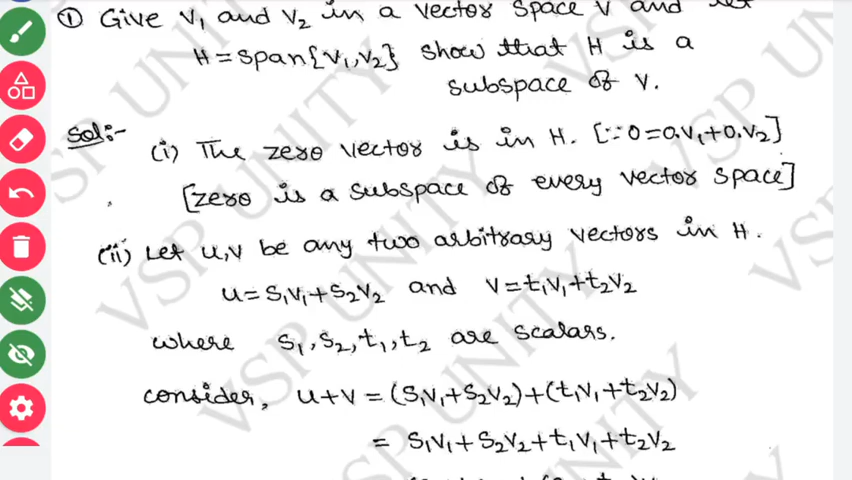 ① Give v₁ and v₂ in a vector space V and let
H = span{v₁,v₂} show that H is a
subspace of V.
Sol:-
(i) The zero vector is in H. [∵ 0=0.v₁+0.v₂]
[zero is a subspace of every vector space]
(ii) Let u,v be any two arbitrary vectors in H.
u=s₁v₁+s₂v₂ and v=t₁v₁+t₂v₂
where s₁,s₂,t₁,t₂ are scalars.
consider, u+v = (s₁v₁+s₂v₂)+(t₁v₁+t₂v₂)
= s₁v₁+s₂v₂+t₁v₁+t₂v₂
VSP UNITY